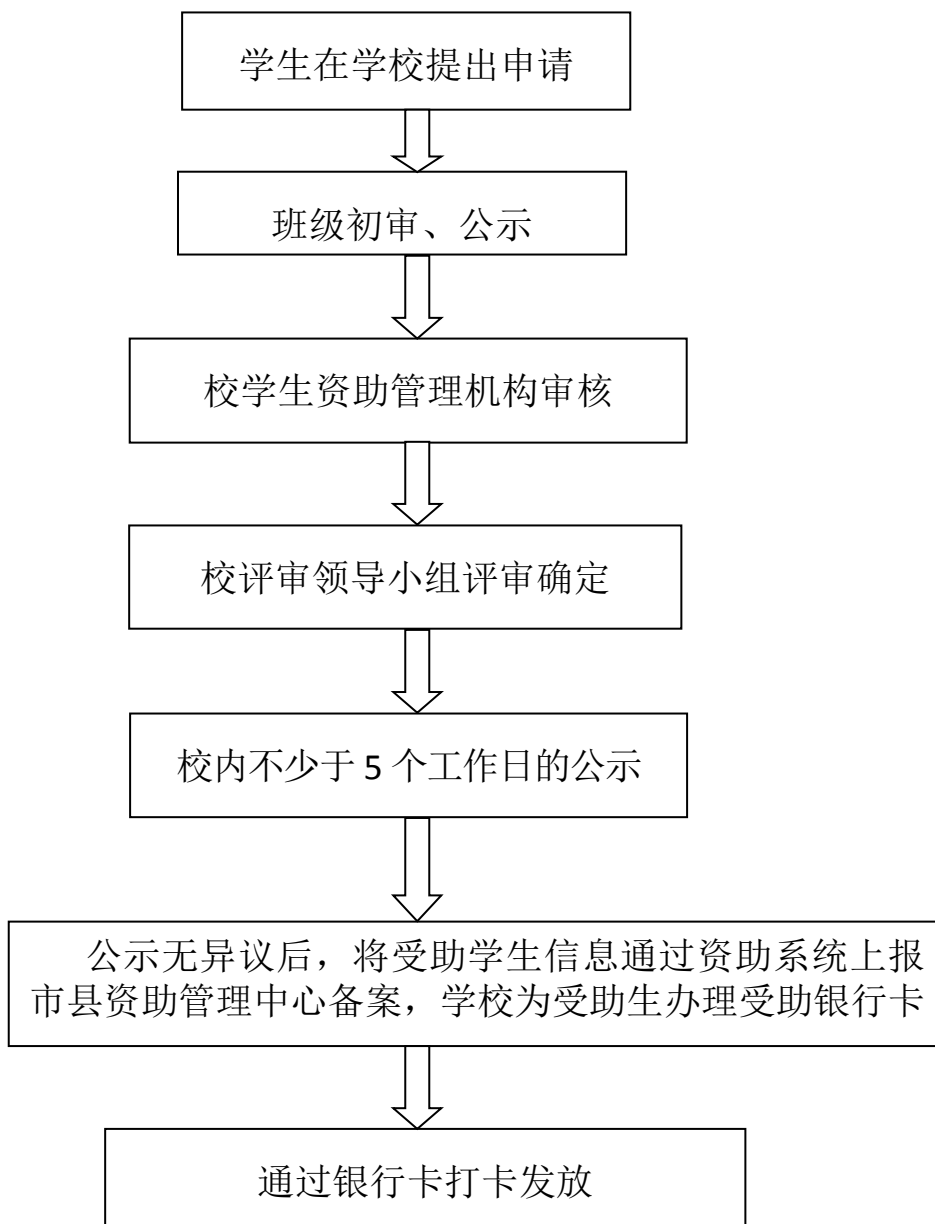 学生在学校提出申请
班级初审、公示
校学生资助管理机构审核
校评审领导小组评审确定
校内不少于 5 个工作日的公示
公示无异议后，将受助学生信息通过资助系统上报
市县资助管理中心备案，学校为受助生办理受助银行卡
通过银行卡打卡发放